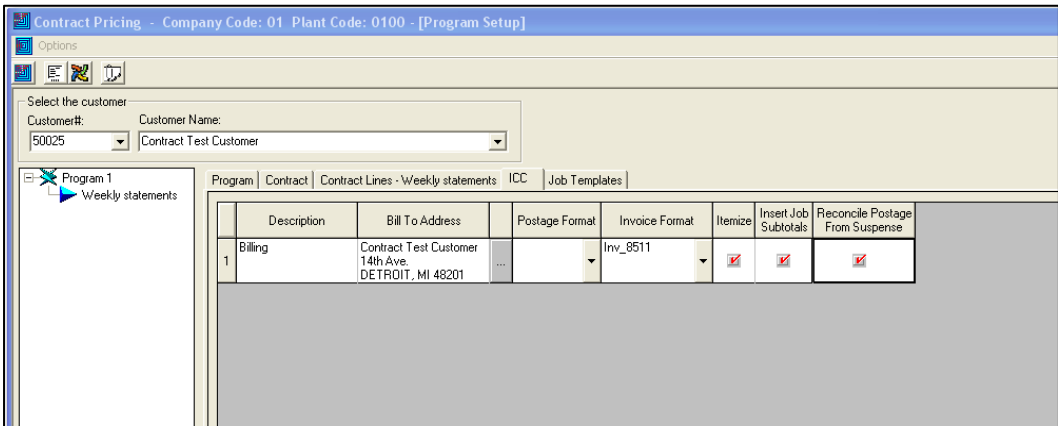 Contract Pricing - Company Code: 01 Plant Code: 0100 - [Program Setup]
Options
Select the customer
Customer#: Customer Name:
50025 Contract Test Customer
Program 1
Weekly statements
Program Contract Contract Lines - Weekly statements ICC Job Templates
Description Bill To Address Postage Format Invoice Format Itemize Insert Job Subtotals Reconcile Postage From Suspense
1 Billing Contract Test Customer ... Inv_8511
14th Ave.
DETROIT, MI 48201